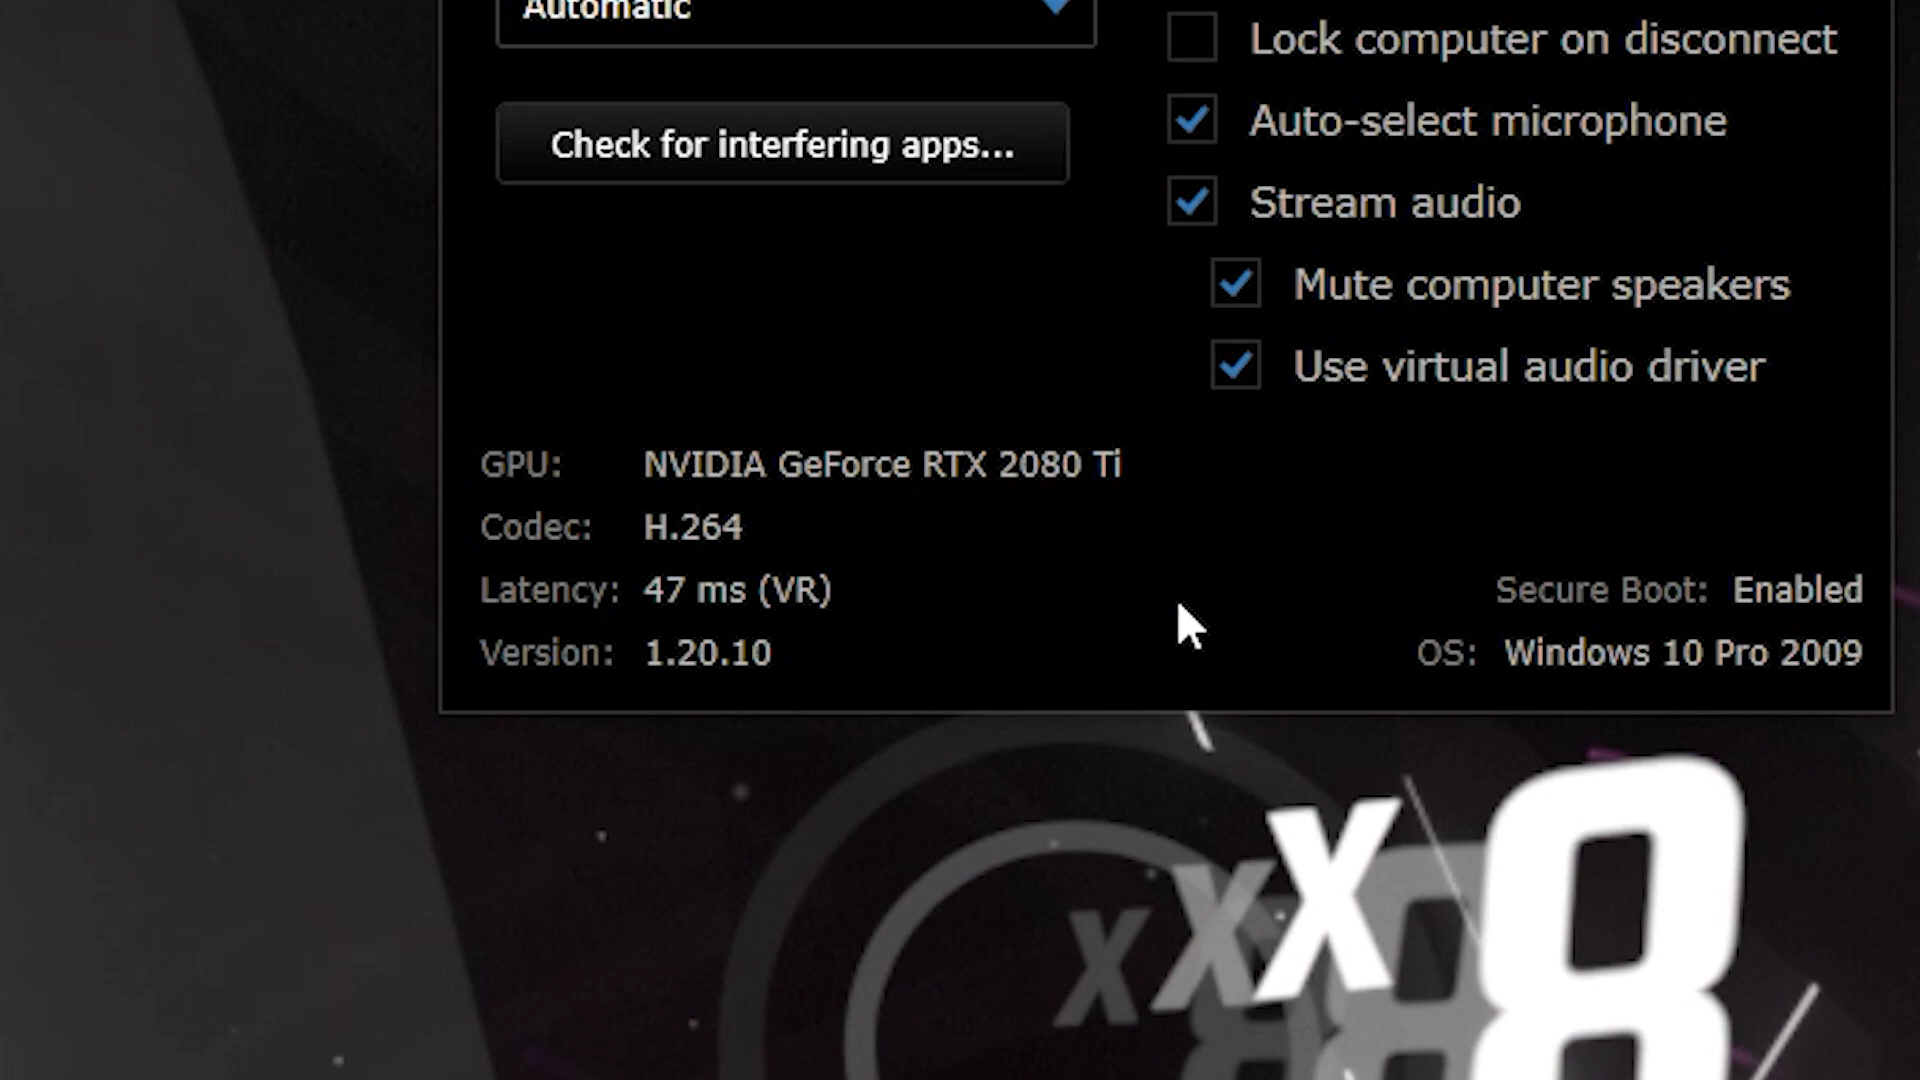 Automatic
Check for interfering apps...
Lock computer on disconnect
Auto-select microphone
Stream audio
Mute computer speakers
Use virtual audio driver
GPU: NVIDIA GeForce RTX 2080 Ti
Codec: H.264
Latency: 47 ms (VR)
Version: 1.20.10
Secure Boot: Enabled
OS: Windows 10 Pro 2009
x x x 8
8